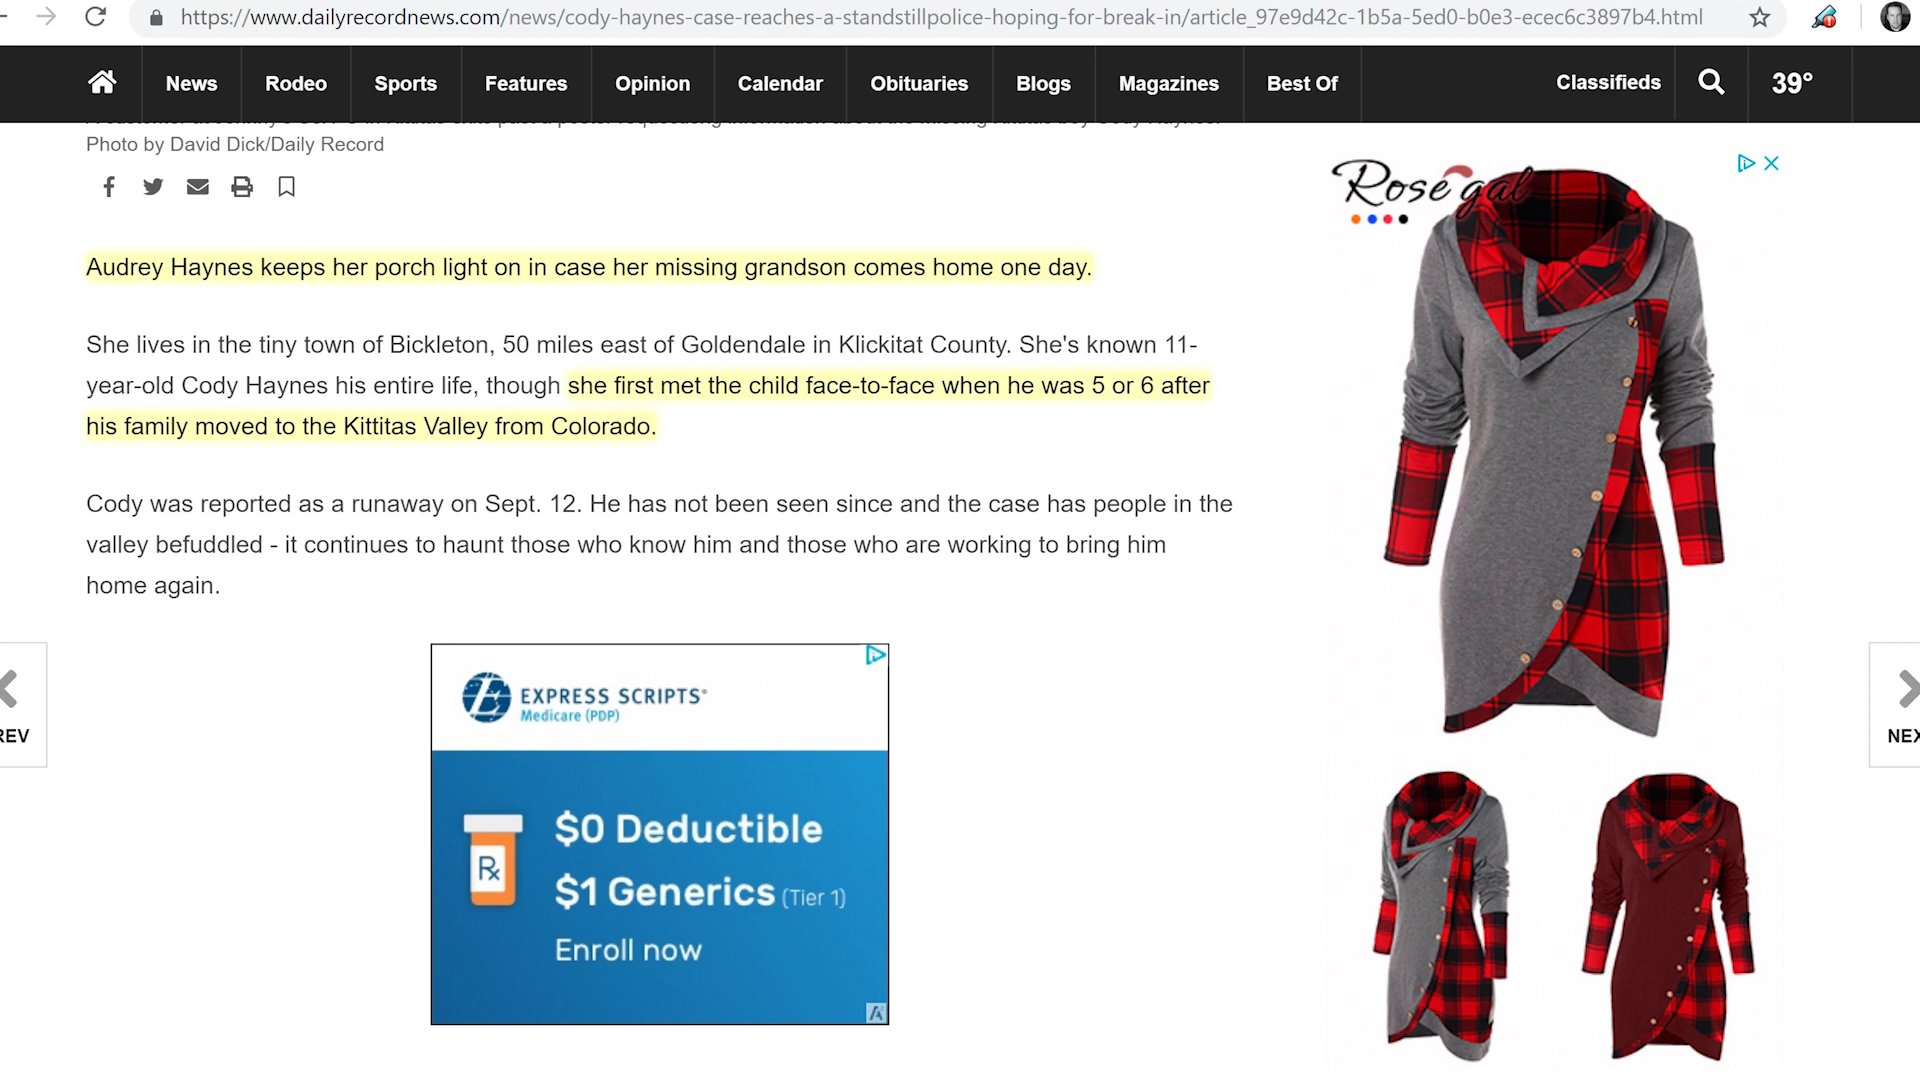 https://www.dailyrecordnews.com/news/cody-haynes-case-reaches-a-standstillpolice-hoping-for-break-in/article_97e9d42c-1b5a-5ed0-b0e3-ecec6c3897b4.html
News Rodeo Sports Features Opinion Calendar Obituaries Blogs Magazines Best Of Classifieds 39°
Photo by David Dick/Daily Record
Audrey Haynes keeps her porch light on in case her missing grandson comes home one day.
She lives in the tiny town of Bickleton, 50 miles east of Goldendale in Klickitat County. She's known 11-
year-old Cody Haynes his entire life, though she first met the child face-to-face when he was 5 or 6 after
his family moved to the Kittitas Valley from Colorado.
Cody was reported as a runaway on Sept. 12. He has not been seen since and the case has people in the
valley befuddled - it continues to haunt those who know him and those who are working to bring him
home again.
REV
EXPRESS SCRIPTS®
Medicare (PDP)
Rx
$0 Deductible
$1 Generics (Tier 1)
Enroll now
Rosegal
NEX